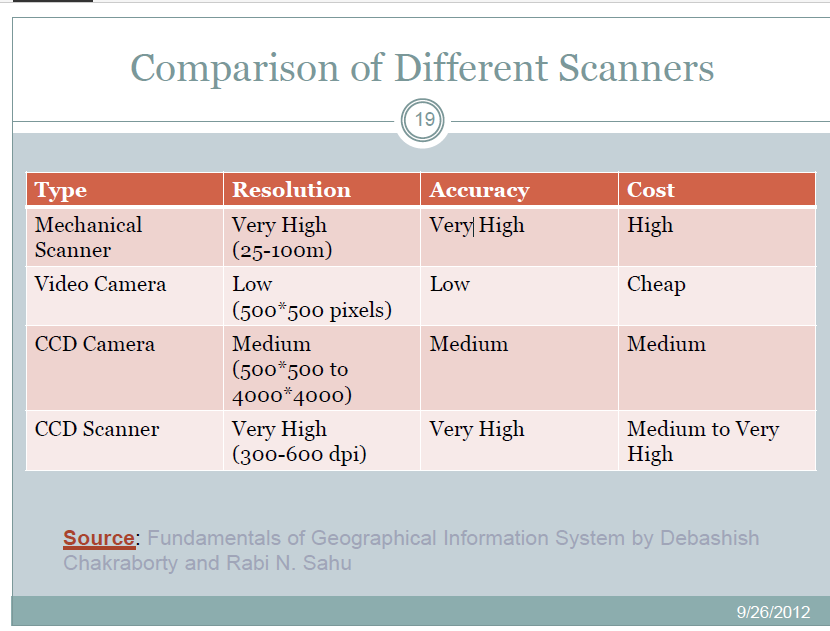 Comparison of Different Scanners
19
Type Resolution Accuracy Cost
Mechanical Scanner
Very High
(25-100m)
Very High
High
Video Camera
Low
(500*500 pixels)
Low
Cheap
CCD Camera
Medium
(500*500 to
4000*4000)
Medium
Medium
CCD Scanner
Very High
(300-600 dpi)
Very High
Medium to Very
High
Source: Fundamentals of Geographical Information System by Debashish
Chakraborty and Rabi N. Sahu
9/26/2012